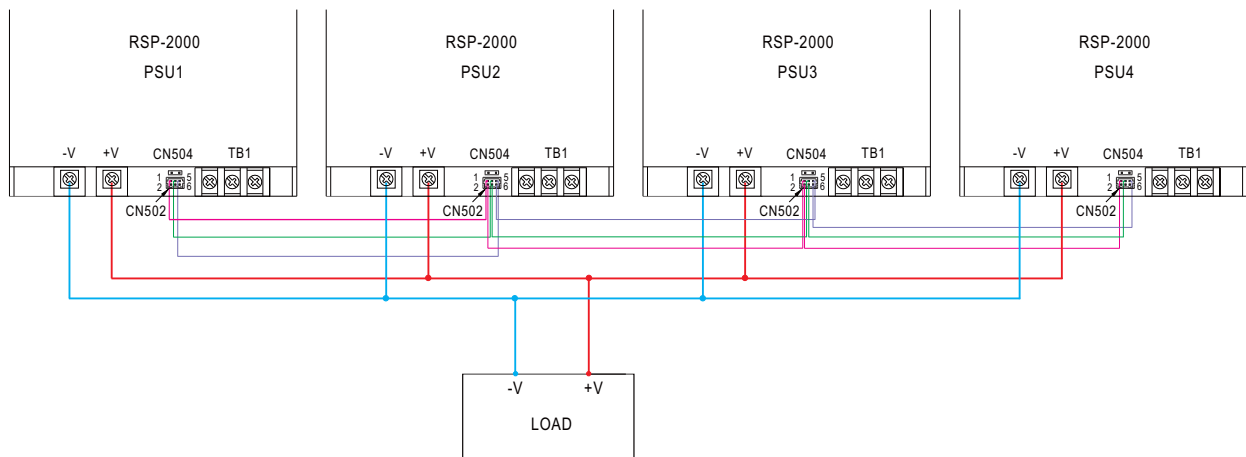 RSP-2000 RSP-2000 RSP-2000 RSP-2000
PSU1 PSU2 PSU3 PSU4
-V +V CN504 TB1 -V +V CN504 TB1 -V +V CN504 TB1 -V +V CN504 TB1
1 5 1 5 1 5 1 5
2 6 2 6 2 6 2 6
CN502 CN502 CN502 CN502
-V +V
LOAD